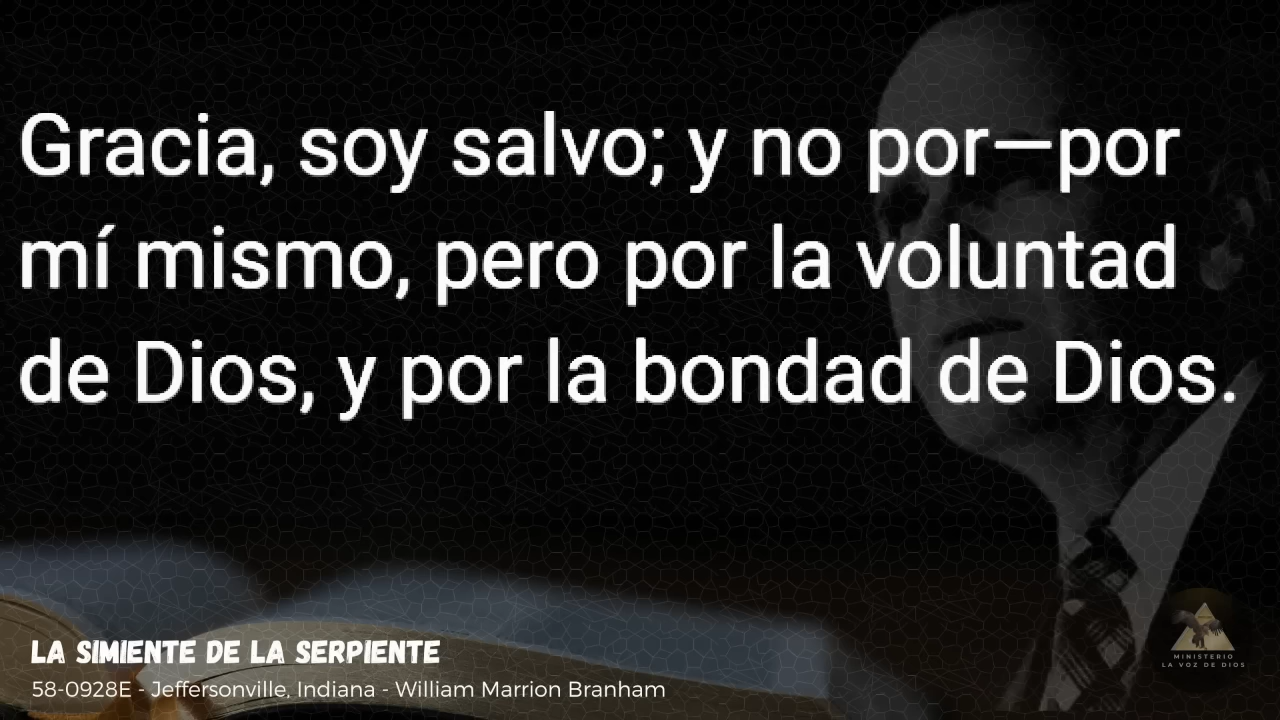 Gracia, soy salvo; y no por—por
mí mismo, pero por la voluntad
de Dios, y por la bondad de Dios.
LA SIMIENTE DE LA SERPIENTE
58-0928E - Jeffersonville, Indiana - William Marrion Branham
MINISTERIO
LA VOZ DE DIOS